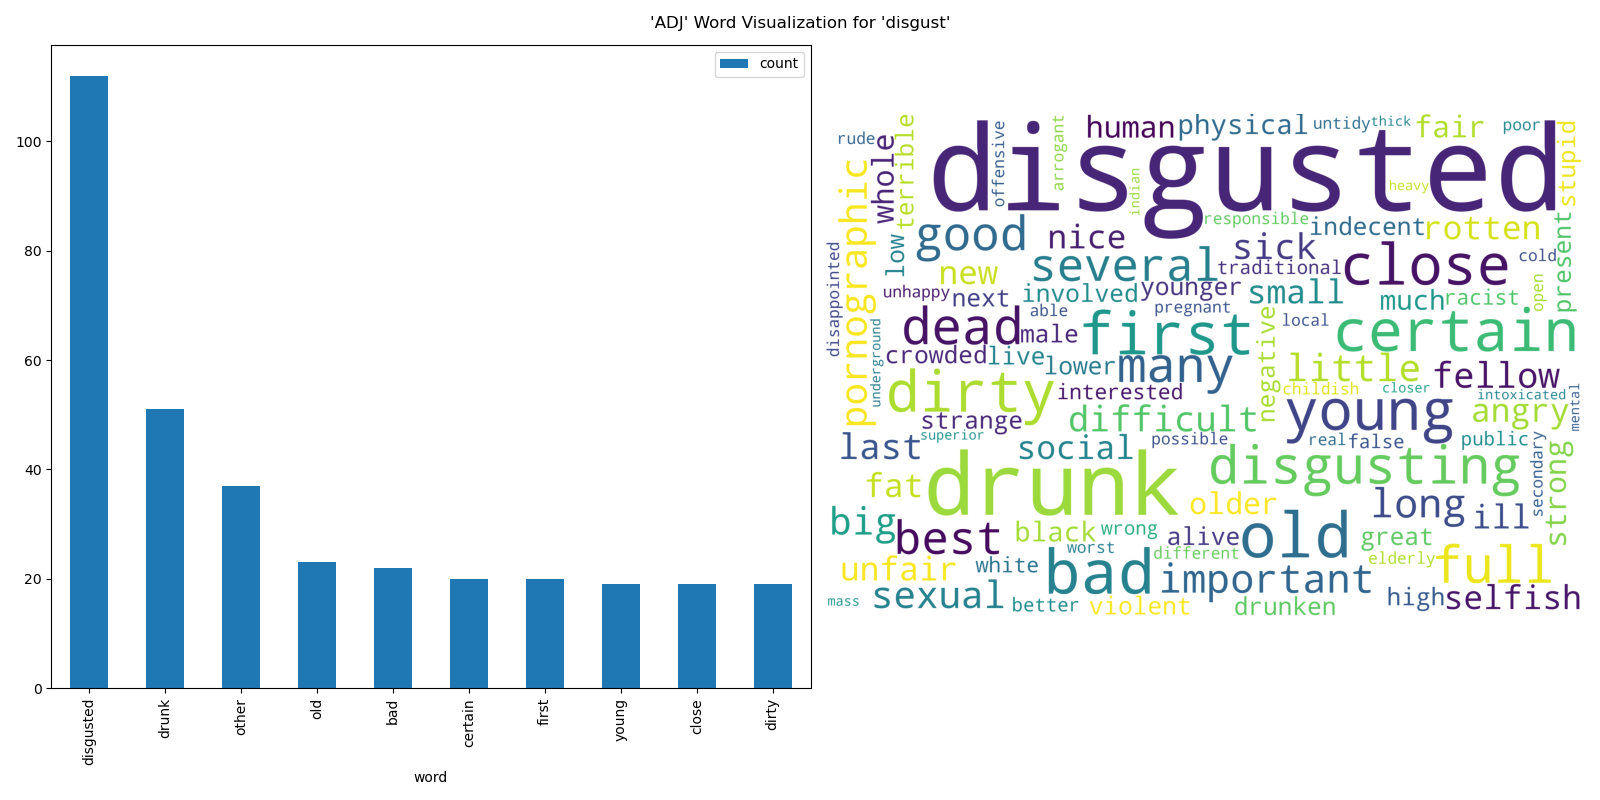 'ADJ' Word Visualization for 'disgust'
count
100
80
60
40
20
0
disgusted
drunk
other
old
bad
certain
first
young
close
dirty
word
rude
whole
terrible
offensive
arrogant
human
physical
untidy
thick
fair
poor
stupid
disgusted
indian
heavy
pornographic
low
good
nice
responsible
indecent
rotten
present
disappointed
new
several
sick
traditional
close
cold
unhappy
next
involved
younger
small
much
racist
open
underground
dead
male
able
first
pregnant
negative
local
certain
crowded
live
lower
many
little
fellow
dirty
interested
childish
closer
intoxicated
mental
strange
difficult
young
angry
last
superior
social
possible
real
false
public
secondary
strong
fat
drunk
disgusting
older
long
ill
big
best
black
wrong
alive
old
great
unfair
white
worst
bad
different
important
elderly
full
mass
sexual
better
violent
drunken
high
selfish